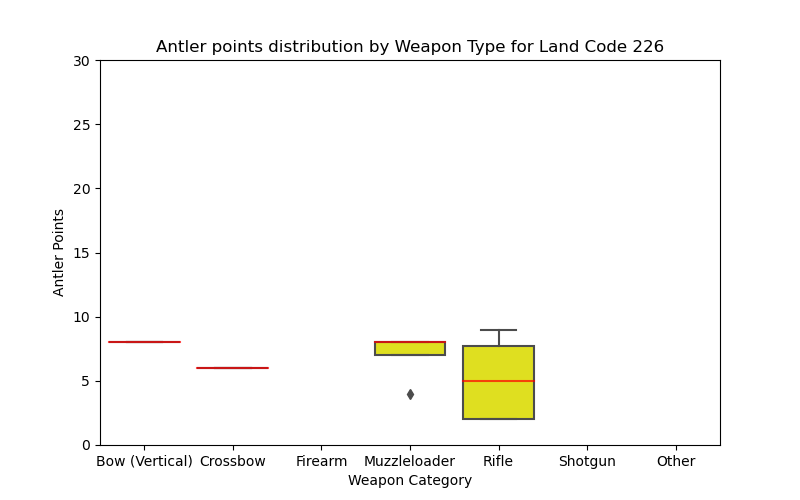 Antler points distribution by Weapon Type for Land Code 226
30
25
20
15
10
5
0
Antler Points
Bow (Vertical) Crossbow Firearm Muzzleloader Rifle Shotgun Other
Weapon Category